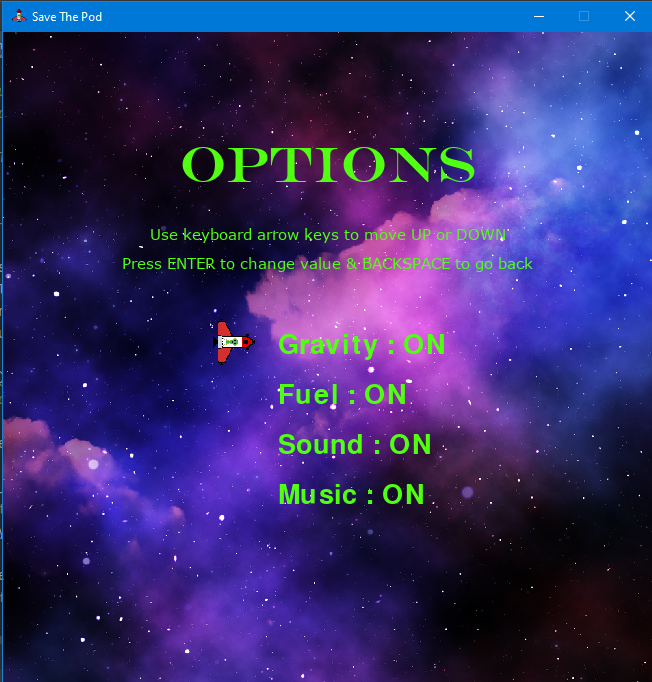 Save The Pod
OPTIONS
Use keyboard arrow keys to move UP or DOWN
Press ENTER to change value & BACKSPACE to go back
Gravity : ON
Fuel : ON
Sound : ON
Music : ON